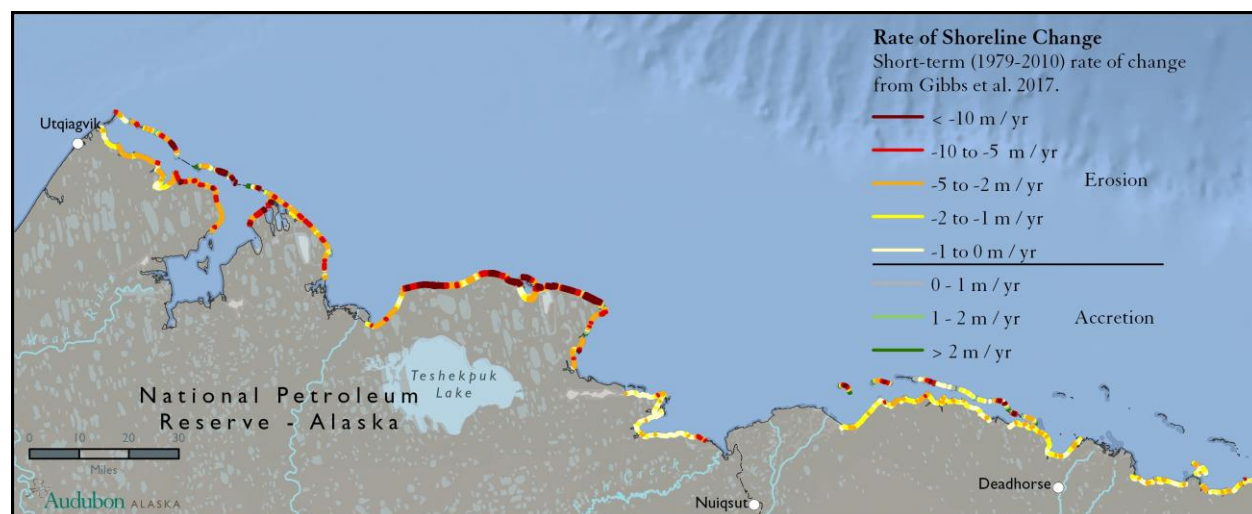 Rate of Shoreline Change
Short-term (1979-2010) rate of change
from Gibbs et al. 2017.
< -10 m / yr
-10 to -5 m / yr
-5 to -2 m / yr
Erosion
-2 to -1 m / yr
-1 to 0 m / yr
0 - 1 m / yr
1 - 2 m / yr
Accretion
> 2 m / yr
Utqiagvik
Teshekpuk
Lake
National Petroleum
Reserve - Alaska
0 10 20 30
Miles
Audubon ALASKA
Nuiqsut
Deadhorse